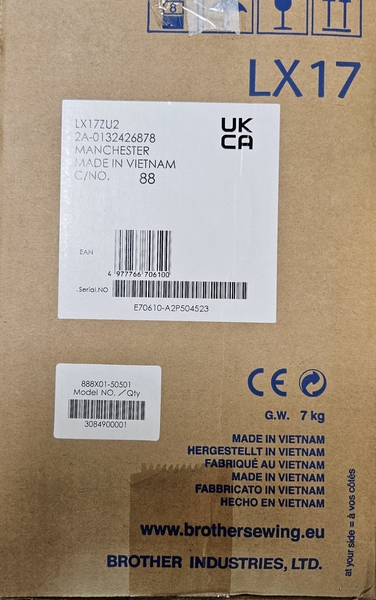 8
LX17
LX17ZU2
2A-0132426878
MANCHESTER
MADE IN VIETNAM
C/NO. 88
UK
CA
EAN
4 977766 706100
Serial.NO
E70610-A2P504523
888X01-50501
Model NO. / Qty
3084900001
CE
G.W. 7 kg
MADE IN VIETNAM
HERGESTELLT IN VIETNAM
FABRIQUÉ AU VIETNAM
MADE IN VIETNAM
FABBRICATO IN VIETNAM
HECHO EN VIETNAM
www.brothersewing.eu
BROTHER INDUSTRIES, LTD.
at your side = à vos côtés